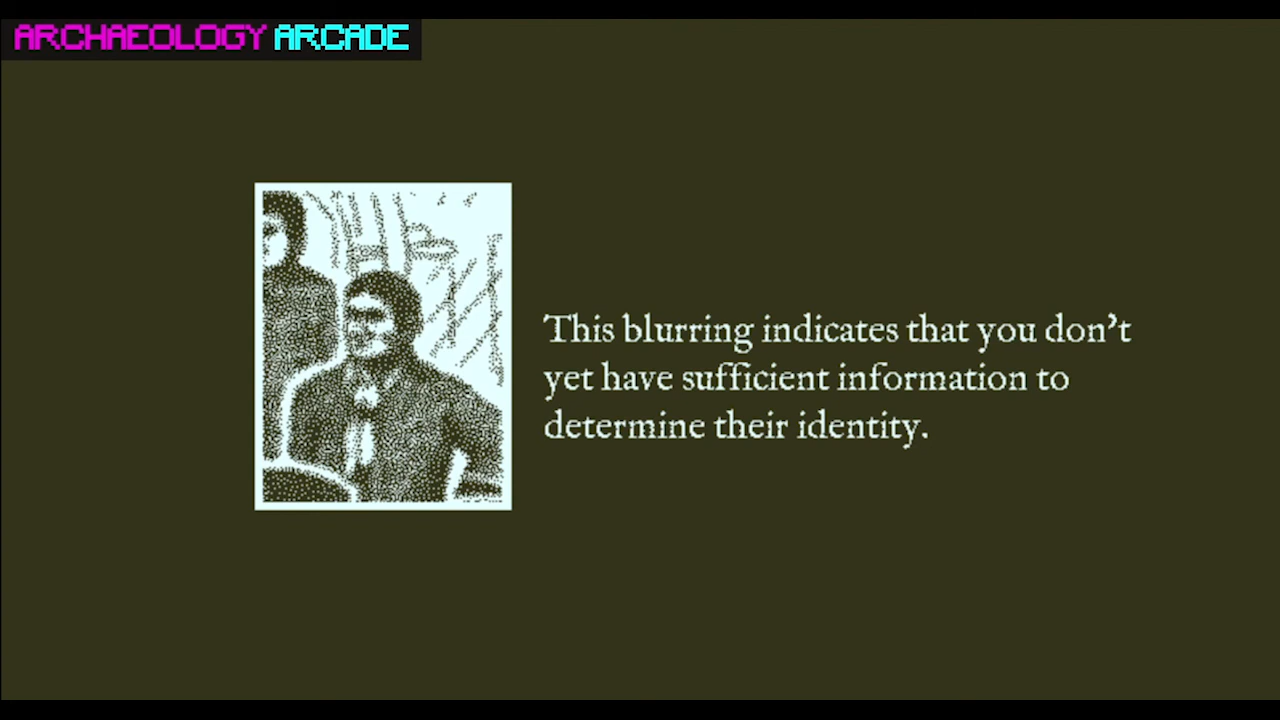 ARCHAEOLOGY ARCADE
This blurring indicates that you don't
yet have sufficient information to
determine their identity.